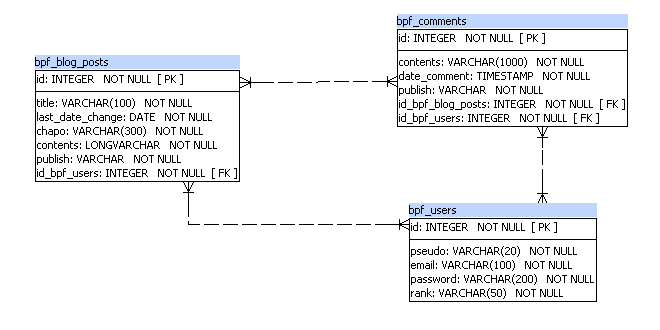 bpf_comments
id: INTEGER NOT NULL [ PK ]
contents: VARCHAR(1000) NOT NULL
date_comment: TIMESTAMP NOT NULL
publish: VARCHAR NOT NULL
id_bpf_blog_posts: INTEGER NOT NULL [ FK ]
id_bpf_users: INTEGER NOT NULL [ FK ]
bpf_blog_posts
id: INTEGER NOT NULL [ PK ]
title: VARCHAR(100) NOT NULL
last_date_change: DATE NOT NULL
chapo: VARCHAR(300) NOT NULL
contents: LONGVARCHAR NOT NULL
publish: VARCHAR NOT NULL
id_bpf_users: INTEGER NOT NULL [ FK ]
bpf_users
id: INTEGER NOT NULL [ PK ]
pseudo: VARCHAR(20) NOT NULL
email: VARCHAR(100) NOT NULL
password: VARCHAR(200) NOT NULL
rank: VARCHAR(50) NOT NULL